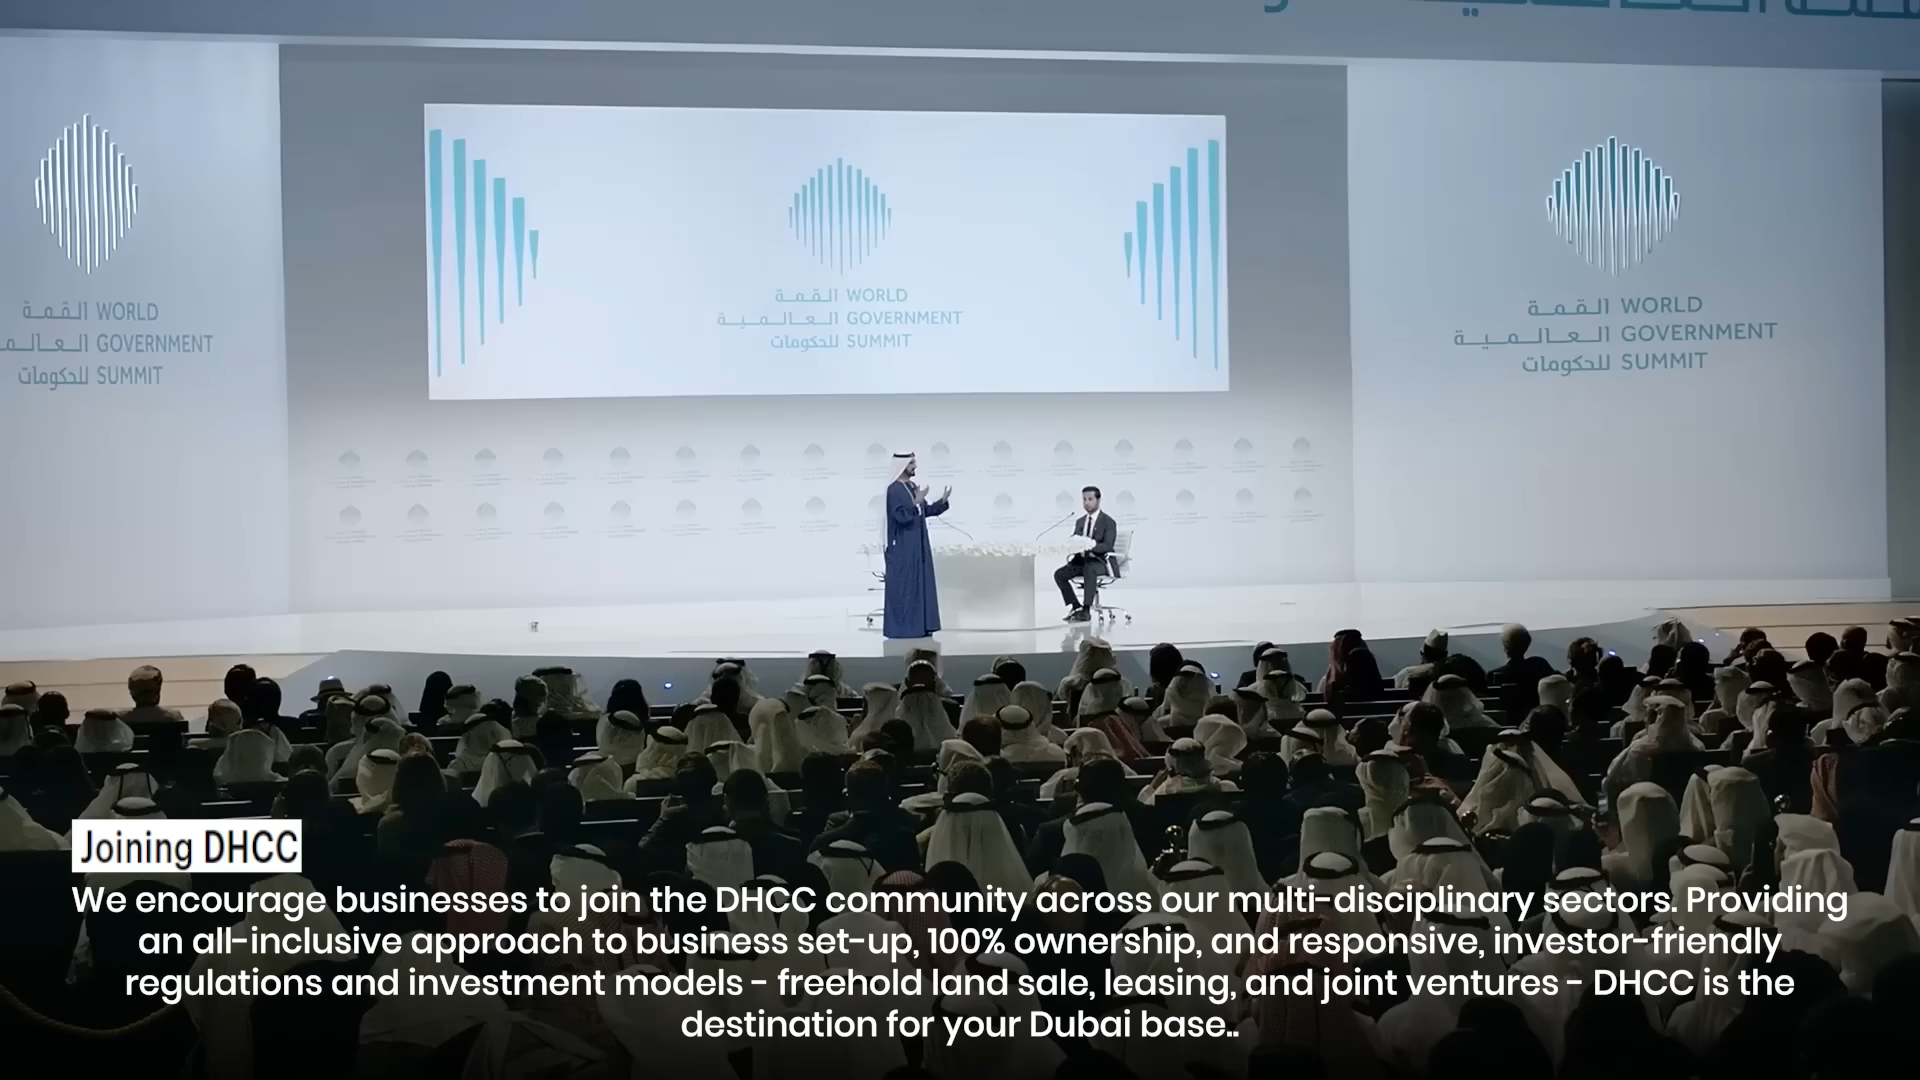 القمة WORLD
العالمية GOVERNMENT
للحكومات SUMMIT
القمة WORLD
العالمية GOVERNMENT
للحكومات SUMMIT
القمة WORLD
العالمية GOVERNMENT
للحكومات SUMMIT
Joining DHCC
We encourage businesses to join the DHCC community across our multi-disciplinary sectors. Providing
an all-inclusive approach to business set-up, 100% ownership, and responsive, investor-friendly
regulations and investment models - freehold land sale, leasing, and joint ventures - DHCC is the
destination for your Dubai base..